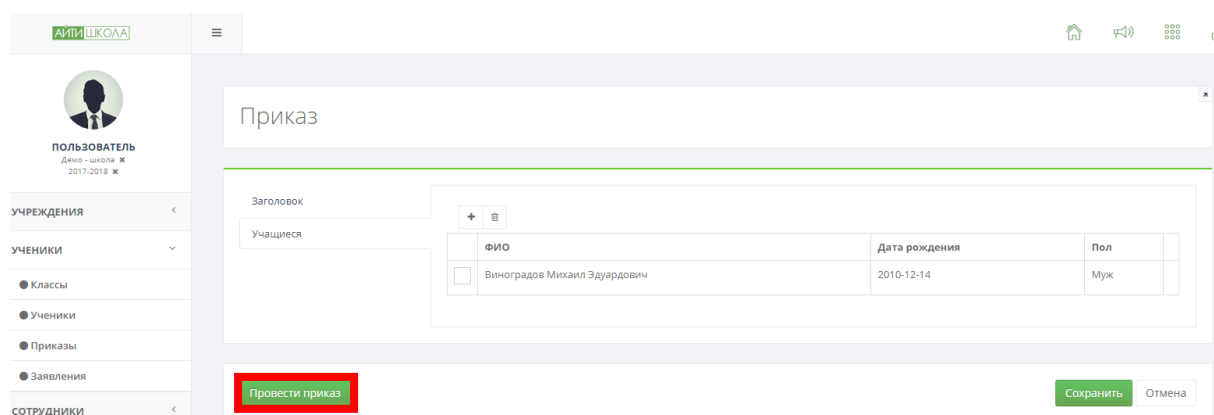 АЙТИ ШКОЛА
Приказ
ПОЛЬЗОВАТЕЛЬ
Демо - школа ✖
2017-2018 ✖
УЧРЕЖДЕНИЯ
УЧЕНИКИ
Классы
Ученики
Приказы
Заявления
СОТРУДНИКИ
Заголовок
Учащиеся
ФИО Дата рождения Пол
Виноградов Михаил Эдуардович 2010-12-14 Муж
Провести приказ Сохранить Отмена